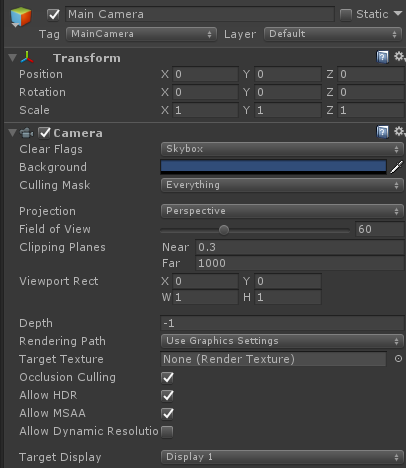 Main Camera Static
Tag MainCamera Layer Default
Transform
Position X 0 Y 0 Z 0
Rotation X 0 Y 0 Z 0
Scale X 1 Y 1 Z 1
Camera
Clear Flags Skybox
Background
Culling Mask Everything
Projection Perspective
Field of View 60
Clipping Planes Near 0.3
Far 1000
Viewport Rect X 0 Y 0
W 1 H 1
Depth -1
Rendering Path Use Graphics Settings
Target Texture None (Render Texture)
Occlusion Culling
Allow HDR
Allow MSAA
Allow Dynamic Resolutio
Target Display Display 1